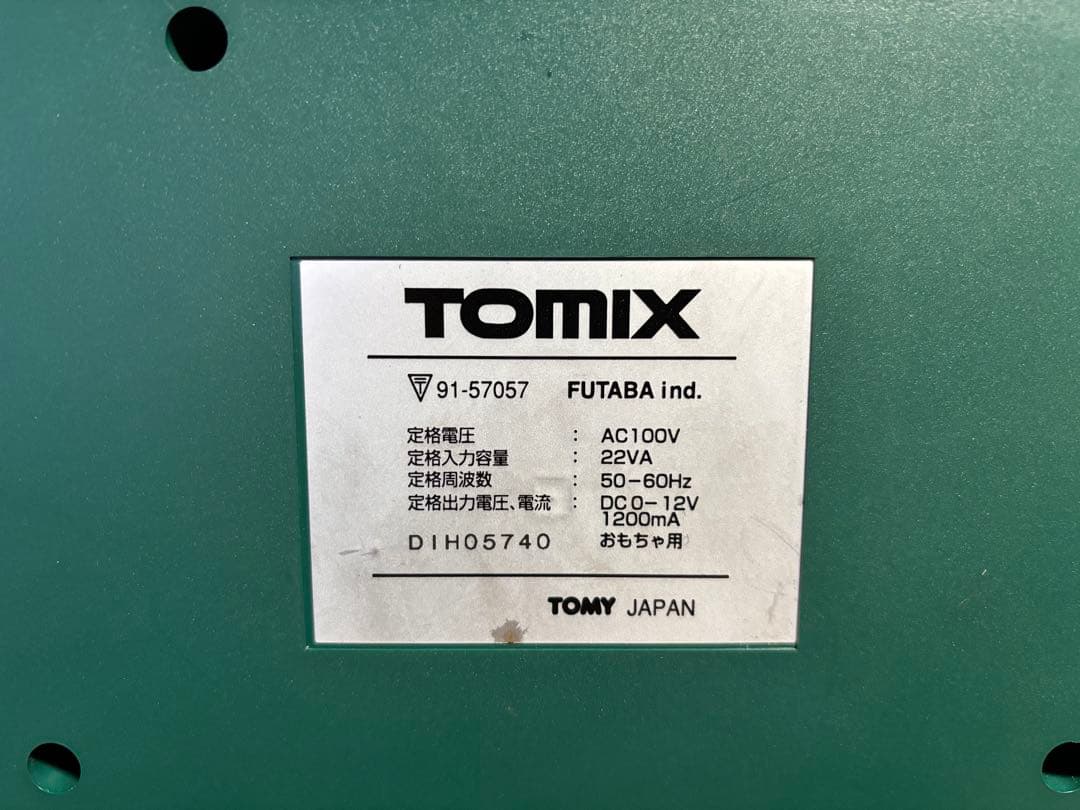 TOMIX
91-57057 FUTABA ind.
定格電圧 : AC100V
定格入力容量 : 22VA
定格周波数 : 50-60Hz
定格出力電圧、電流 : DC0-12V
1200mA
DIH05740 おもちゃ用
TOMY JAPAN